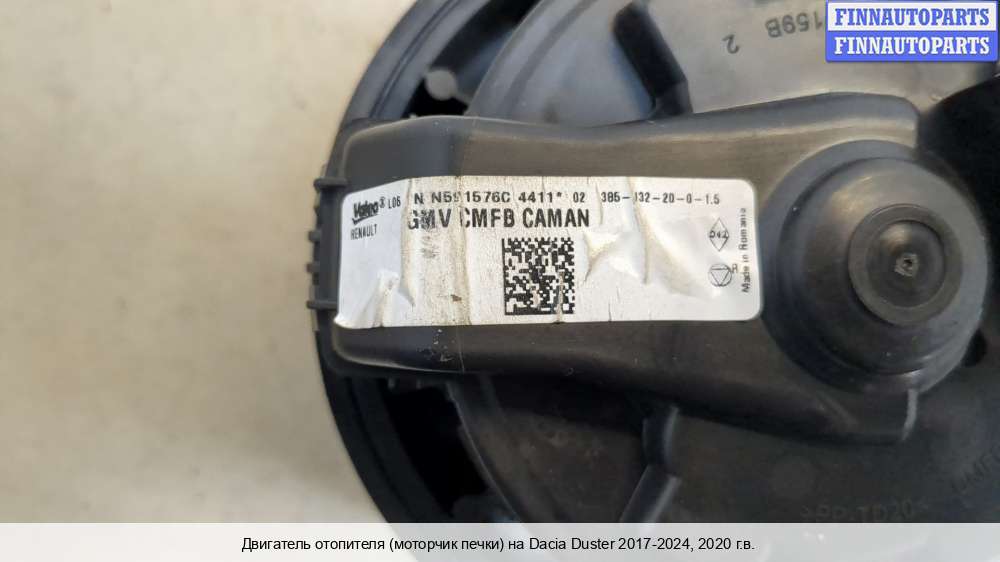 FINNAUTOPARTS
FINNAUTOPARTS
159B 2
Valeo® L06 N N591576C 4411* 02 385-132-20-0-1.5
RENAULT GMV CMFB CAMAN
Made in Romania
Двигатель отопителя (моторчик печки) на Dacia Duster 2017-2024, 2020 г.в.